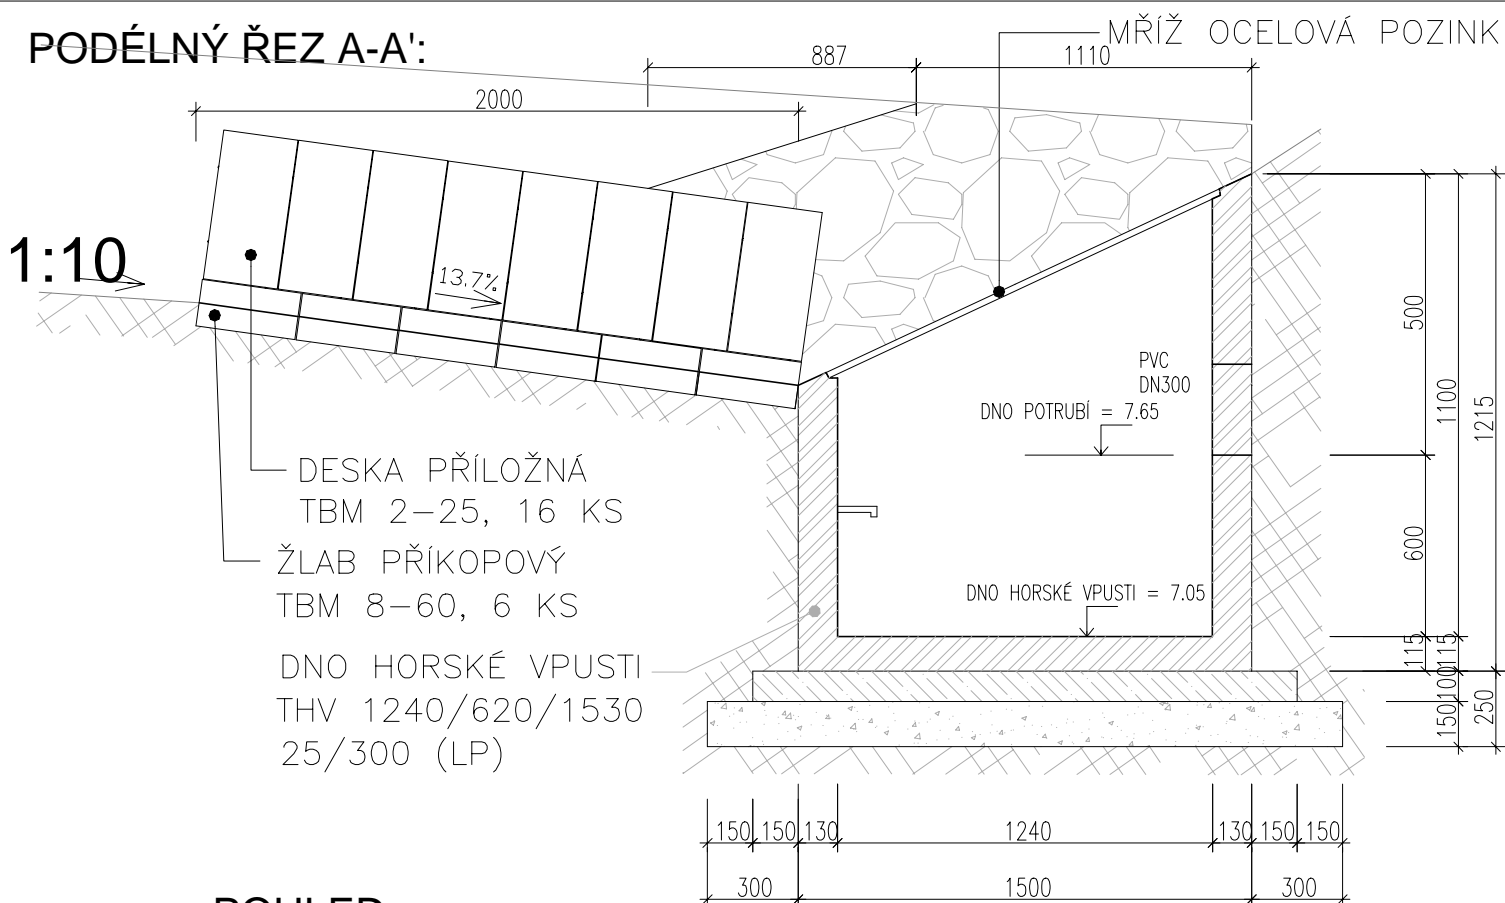 PODÉLNÝ ŘEZ A-A':
MŘÍŽ OCELOVÁ POZINK
887
1110
2000
1:10
13.7%
PVC
DN300
DNO POTRUBÍ = 7.65
DESKA PŘÍLOŽNÁ
TBM 2-25, 16 KS
ŽLAB PŘÍKOPOVÝ
TBM 8-60, 6 KS
DNO HORSKÉ VPUSTI = 7.05
DNO HORSKÉ VPUSTI
THV 1240/620/1530
25/300 (LP)
500
1100
1215
600
115
115
100
150
250
150
150
130
1240
130
150
150
300
1500
300
POHLED